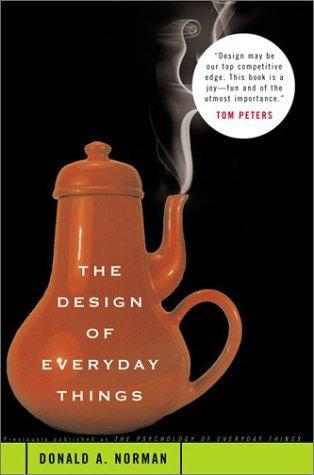 "Design may be
our top competitive
edge. This book is a
joy—fun and of the
utmost importance."
TOM PETERS
THE
DESIGN OF
EVERYDAY
THINGS
Previously published as THE PSYCHOLOGY OF EVERYDAY THINGS
DONALD A. NORMAN